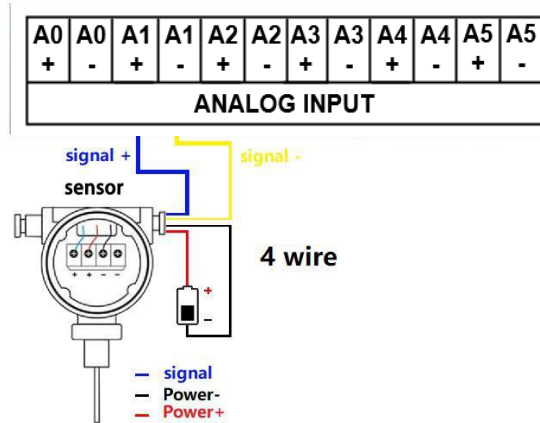 A0 A0 A1 A1 A2 A2 A3 A3 A4 A4 A5 A5
+ - + - + - + - + - + -
ANALOG INPUT
signal + signal -
sensor
4 wire
+ + - -
+
-
signal
Power-
Power+